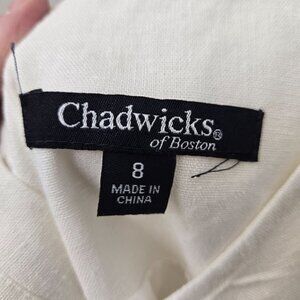 Chadwicks®
of Boston
8
MADE IN
CHINA